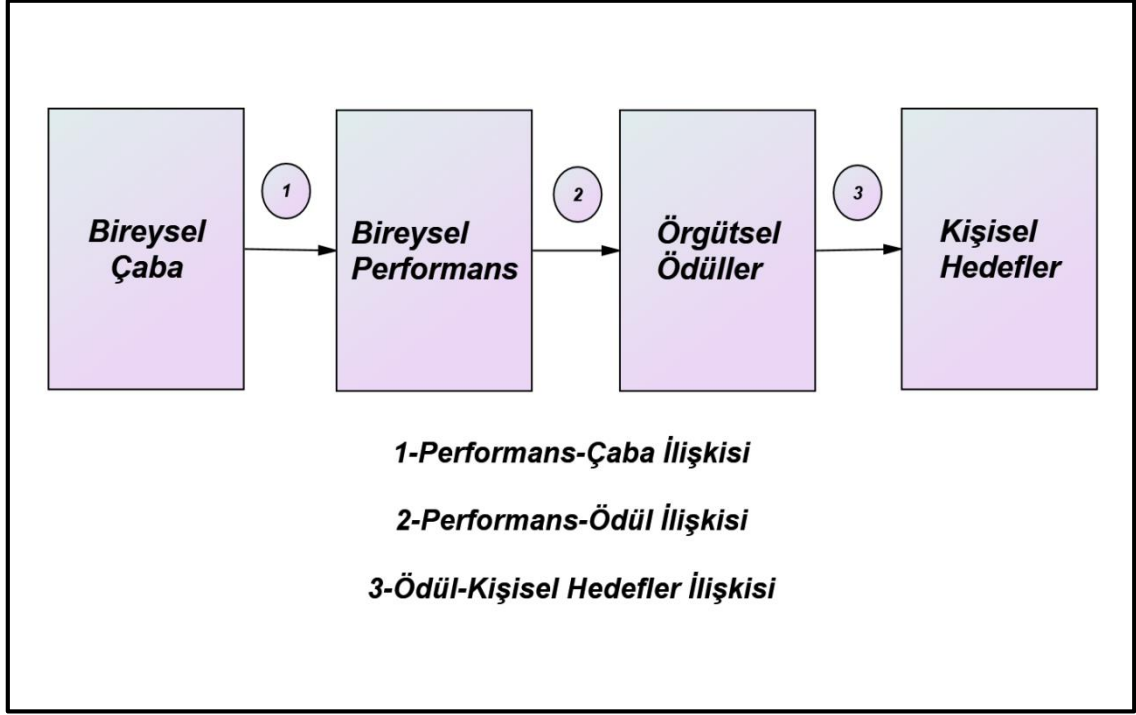 Bireysel
Çaba
1
Bireysel
Performans
2
Örgütsel
Ödüller
3
Kişisel
Hedefler
1-Performans-Çaba İlişkisi
2-Performans-Ödül İlişkisi
3-Ödül-Kişisel Hedefler İlişkisi